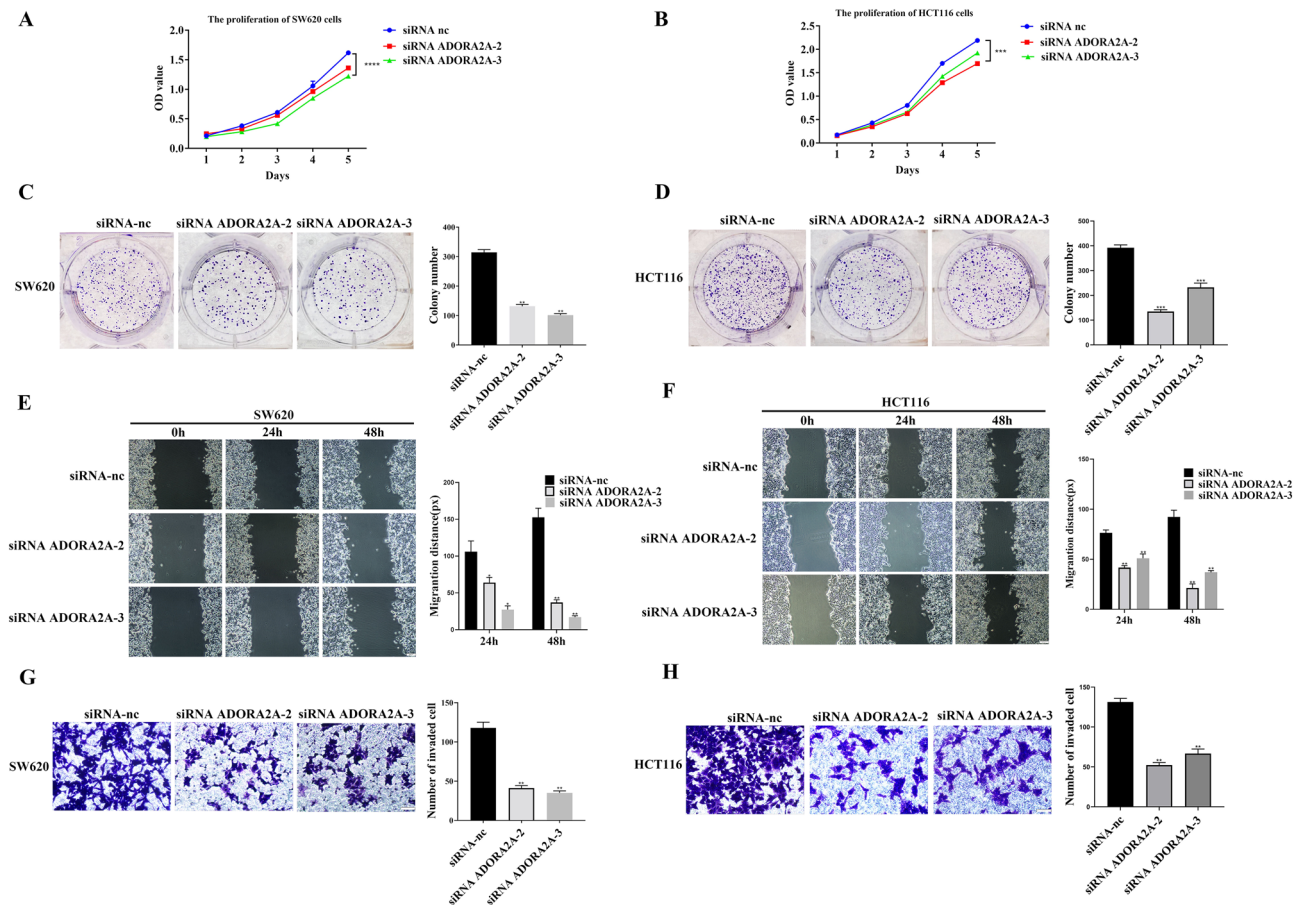 A
The proliferation of SW620 cells
OD value
2.0
1.5
1.0
0.5
0.0
1 2 3 4 5
Days
siRNA nc
siRNA ADORA2A-2
siRNA ADORA2A-3
****
B
The proliferation of HCT116 cells
OD value
2.5
2.0
1.5
1.0
0.5
0.0
1 2 3 4 5
Days
siRNA nc
siRNA ADORA2A-2
siRNA ADORA2A-3
***
C
siRNA-nc siRNA ADORA2A-2 siRNA ADORA2A-3
SW620
Colony number
400
300
200
100
0
**
**
siRNA-nc
siRNA ADORA2A-2
siRNA ADORA2A-3
D
siRNA-nc siRNA ADORA2A-2 siRNA ADORA2A-3
HCT116
Colony number
500
400
300
200
100
0
***
***
siRNA-nc
siRNA ADORA2A-2
siRNA ADORA2A-3
E
SW620
0h 24h 48h
siRNA-nc
siRNA ADORA2A-2
siRNA ADORA2A-3
Migrantion distance(px)
200
150
100
50
0
siRNA-nc
siRNA ADORA2A-2
siRNA ADORA2A-3
*
*
**
**
24h 48h
F
HCT116
0h 24h 48h
siRNA-nc
siRNA ADORA2A-2
siRNA ADORA2A-3
Migrantion distance(px)
150
100
50
0
siRNA-nc
siRNA ADORA2A-2
siRNA ADORA2A-3
**
**
**
**
24h 48h
G
siRNA-nc siRNA ADORA2A-2 siRNA ADORA2A-3
SW620
Number of invaded cell
150
100
50
0
**
**
siRNA-nc
siRNA ADORA2A-2
siRNA ADORA2A-3
H
siRNA-nc siRNA ADORA2A-2 siRNA ADORA2A-3
HCT116
Number of invaded cell
150
100
50
0
**
**
siRNA-nc
siRNA ADORA2A-2
siRNA ADORA2A-3